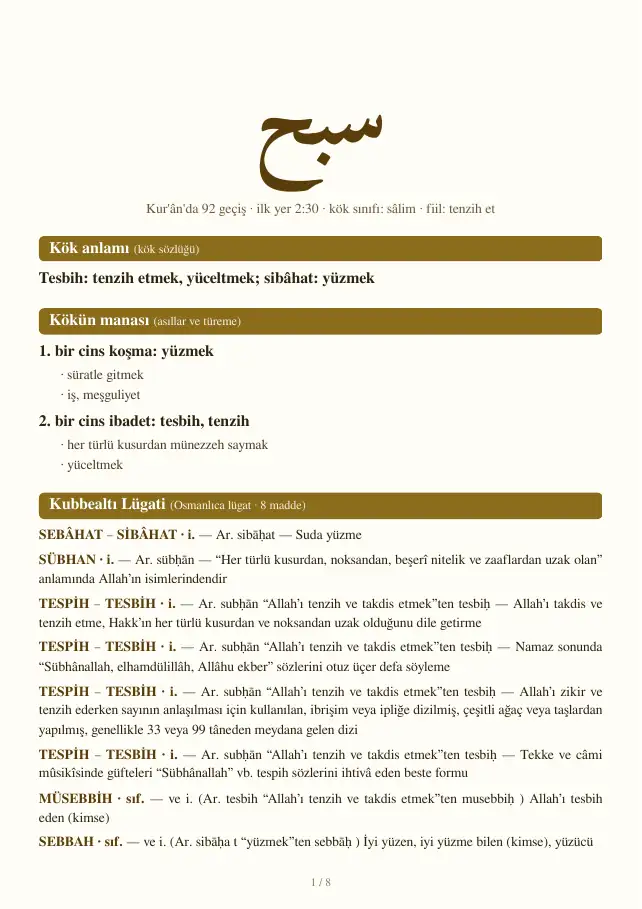 سبح
Kur'ân'da 92 geçiş · ilk yer 2:30 · kök sınıfı: sâlim · fiil: tenzih et
Kök anlamı (kök sözlüğü)
Tesbih: tenzih etmek, yüceltmek; sibâhat: yüzmek
Kökün manası (asıllar ve türeme)
1. bir cins koşma: yüzmek
· süratle gitmek
· iş, meşguliyet
2. bir cins ibadet: tesbih, tenzih
· her türlü kusurdan münezzeh saymak
· yüceltmek
Kubbealtı Lügati (Osmanlıca lügat · 8 madde)
SEBÂHAT – SİBÂHAT · i. — Ar. sibāḥat — Suda yüzme
SÜBHAN · i. — Ar. sübḥān — “Her türlü kusurdan, noksandan, beşerî nitelik ve zaaflardan uzak olan”
anlamında Allah’ın isimlerindendir
TESPİH – TESBİH · i. — Ar. subḥān “Allah’ı tenzih ve takdis etmek”ten tesbiḥ — Allah’ı takdis ve
tenzih etme, Hakk’ın her türlü kusurdan ve noksandan uzak olduğunu dile getirme
TESPİH – TESBİH · i. — Ar. subḥān “Allah’ı tenzih ve takdis etmek”ten tesbiḥ — Namaz sonunda
“Sübhânallah, elhamdülillâh, Allâhu ekber” sözlerini otuz üçer defa söyleme
TESPİH – TESBİH · i. — Ar. subḥān “Allah’ı tenzih ve takdis etmek”ten tesbiḥ — Allah’ı zikir ve
tenzih ederken sayının anlaşılması için kullanılan, ibrişim veya ipliğe dizilmiş, çeşitli ağaç veya taşlardan
yapılmış, genellikle 33 veya 99 tâneden meydana gelen dizi
TESPİH – TESBİH · i. — Ar. subḥān “Allah’ı tenzih ve takdis etmek”ten tesbiḥ — Tekke ve câmi
mûsikîsinde güfteleri “Sübhânallah” vb. tespih sözlerini ihtivâ eden beste formu
MÜSEBBİH · sıf. — ve i. (Ar. tesbiḥ “Allah’ı tenzih ve takdis etmek”ten musebbiḥ ) Allah’ı tesbih
eden (kimse)
SEBBAH · sıf. — ve i. (Ar. sibāḥa t “yüzmek”ten sebbāḥ ) İyi yüzen, iyi yüzme bilen (kimse), yüzücü
1 / 8